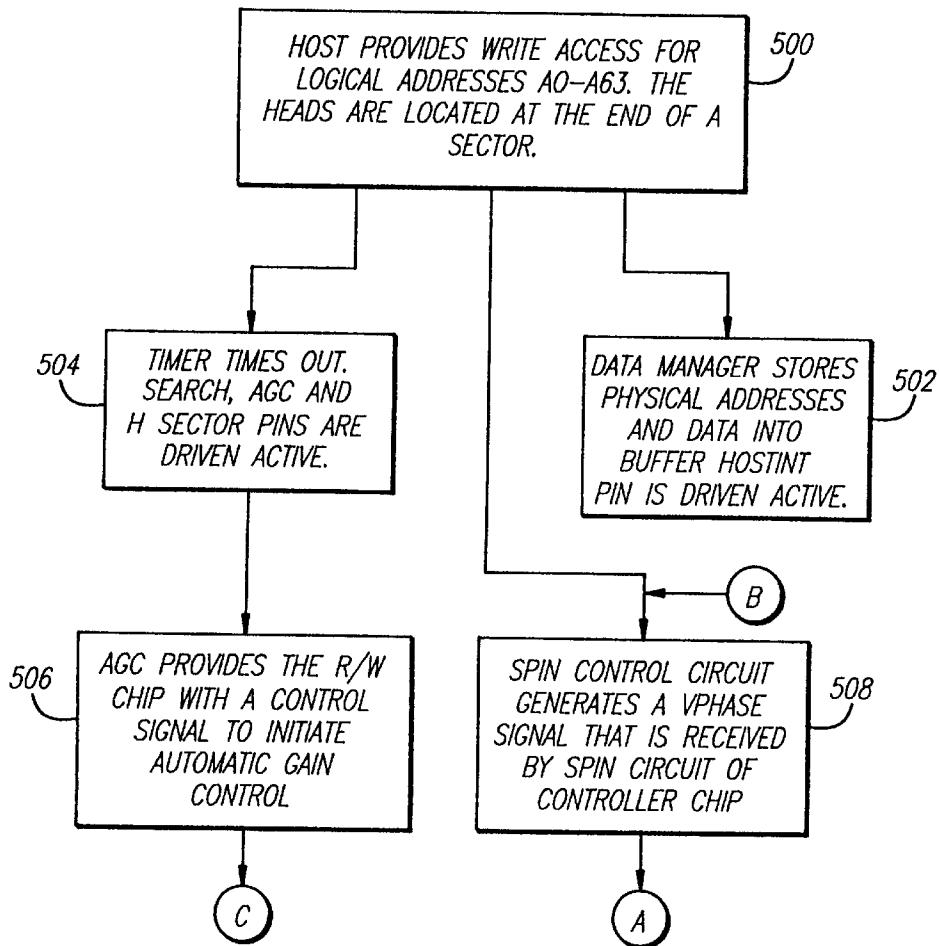 HOST PROVIDES WRITE ACCESS FOR
LOGICAL ADDRESSES AO-A63. THE
HEADS ARE LOCATED AT THE END OF A
SECTOR.
500
504
TIMER TIMES OUT.
SEARCH, AGC AND
H SECTOR PINS ARE
DRIVEN ACTIVE.
DATA MANAGER STORES
PHYSICAL ADDRESSES
AND DATA INTO
BUFFER HOSTINT
PIN IS DRIVEN ACTIVE.
502
B
506
AGC PROVIDES THE R/W
CHIP WITH A CONTROL
SIGNAL TO INITIATE
AUTOMATIC GAIN
CONTROL
SPIN CONTROL CIRCUIT
GENERATES A VPHASE
SIGNAL THAT IS RECEIVED
BY SPIN CIRCUIT OF
CONTROLLER CHIP
508
C
A